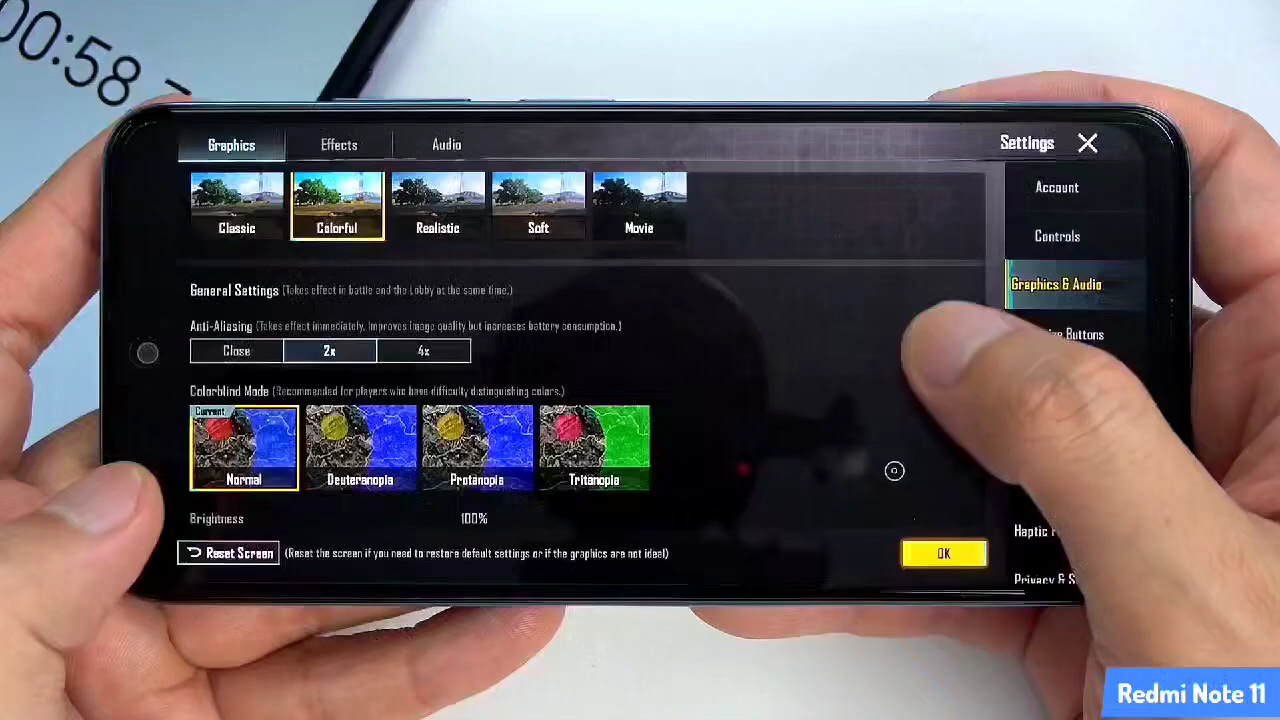 00:58
Graphics
Effects
Audio
Settings
Classic
Colorful
Realistic
Soft
Movie
Account
Controls
Graphics & Audio
Buttons
General Settings (Takes effect in battle and the Lobby at the same time.)
Anti-Aliasing (Takes effect immediately. Improves image quality but increases battery consumption.)
Close
2x
4x
Colorblind Mode (Recommended for players who have difficulty distinguishing colors.)
Current
Normal
Deuteranopia
Protanopia
Tritanopia
Brightness
100%
Haptic
Privacy & S
Reset Screen
(Reset the screen if you need to restore default settings or if the graphics are not ideal)
OK
Redmi Note 11